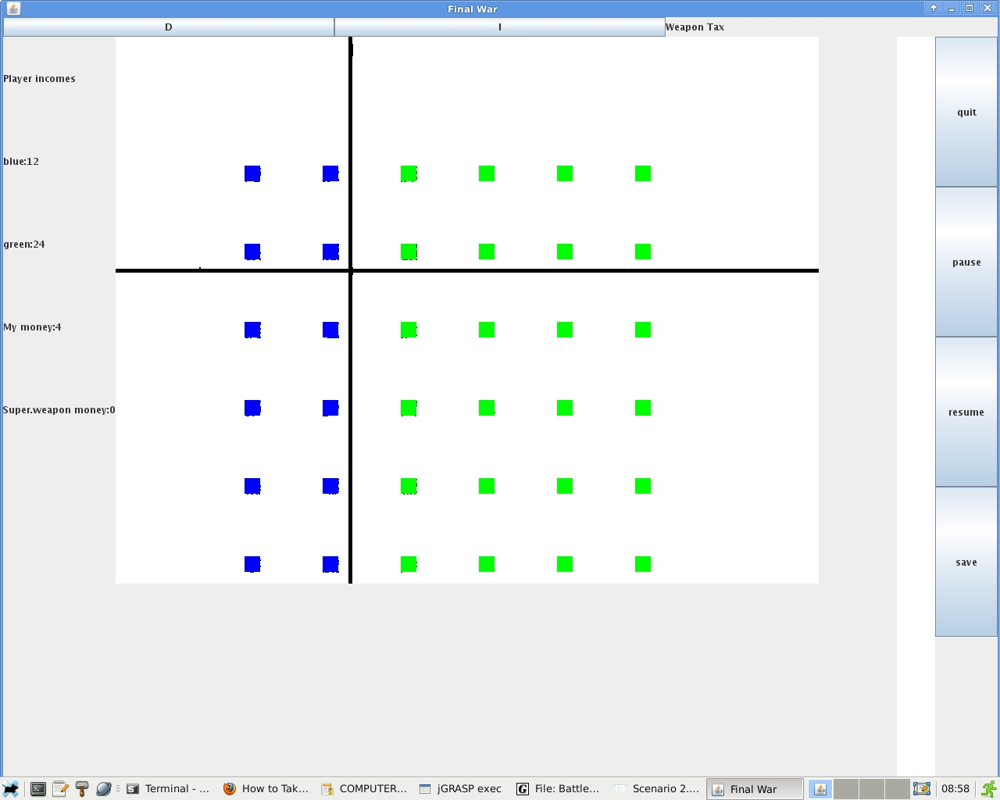 Final War
D
I
Weapon Tax
Player incomes
blue:12
green:24
My money:4
Super.weapon money:0
quit
pause
resume
save
Terminal - ...
How to Tak...
COMPUTER...
jGRASP exec
File: Battle...
Scenario 2....
Final War
08:58